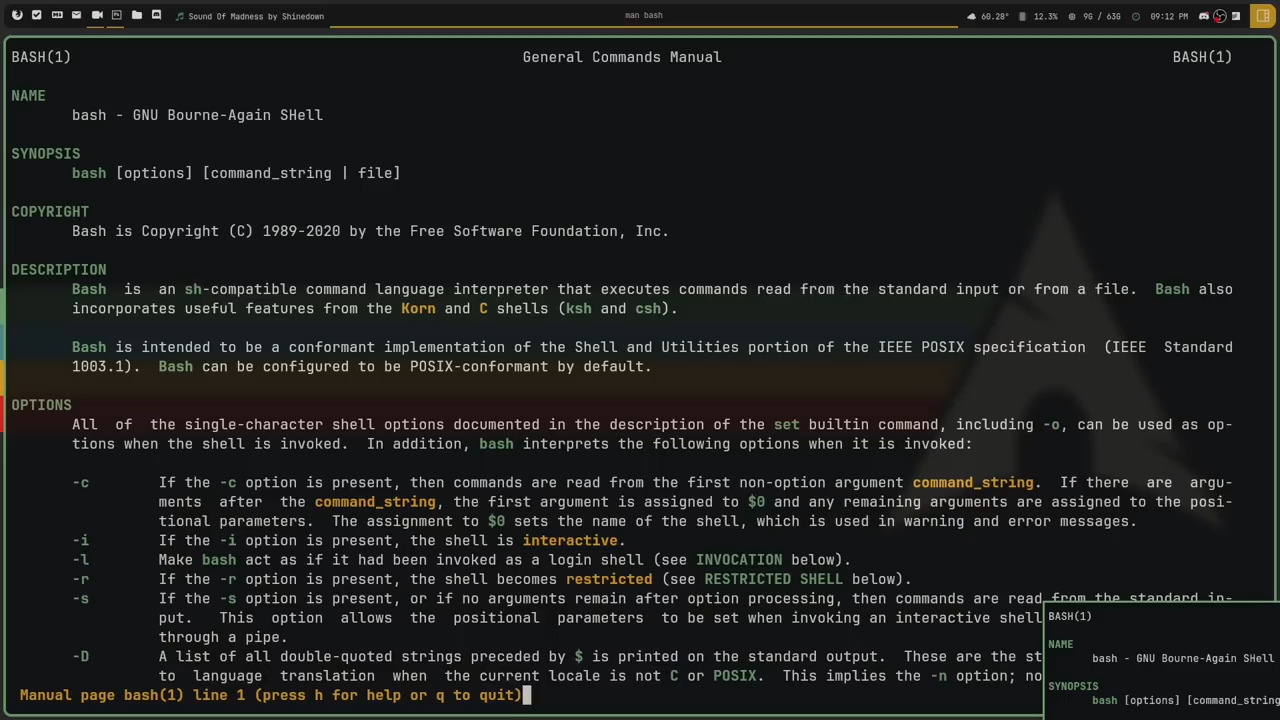 Sound Of Madness by Shinedown man bash 60.28° 12.3% 9G / 63G 09:12 PM
BASH(1) General Commands Manual BASH(1)
NAME
bash - GNU Bourne-Again SHell
SYNOPSIS
bash [options] [command_string | file]
COPYRIGHT
Bash is Copyright (C) 1989-2020 by the Free Software Foundation, Inc.
DESCRIPTION
Bash is an sh-compatible command language interpreter that executes commands read from the standard input or from a file. Bash also
incorporates useful features from the Korn and C shells (ksh and csh).
Bash is intended to be a conformant implementation of the Shell and Utilities portion of the IEEE POSIX specification (IEEE Standard
1003.1). Bash can be configured to be POSIX-conformant by default.
OPTIONS
All of the single-character shell options documented in the description of the set builtin command, including -o, can be used as op-
tions when the shell is invoked. In addition, bash interprets the following options when it is invoked:
-c If the -c option is present, then commands are read from the first non-option argument command_string. If there are argu-
ments after the command_string, the first argument is assigned to $0 and any remaining arguments are assigned to the posi-
tional parameters. The assignment to $0 sets the name of the shell, which is used in warning and error messages.
-i If the -i option is present, the shell is interactive.
-l Make bash act as if it had been invoked as a login shell (see INVOCATION below).
-r If the -r option is present, the shell becomes restricted (see RESTRICTED SHELL below).
-s If the -s option is present, or if no arguments remain after option processing, then commands are read from the standard in-
put. This option allows the positional parameters to be set when invoking an interactive shell
through a pipe.
-D A list of all double-quoted strings preceded by $ is printed on the standard output. These are the st
to language translation when the current locale is not C or POSIX. This implies the -n option; no
Manual page bash(1) line 1 (press h for help or q to quit)
BASH(1)
NAME
bash - GNU Bourne-Again SHell
SYNOPSIS
bash [options] [command_string